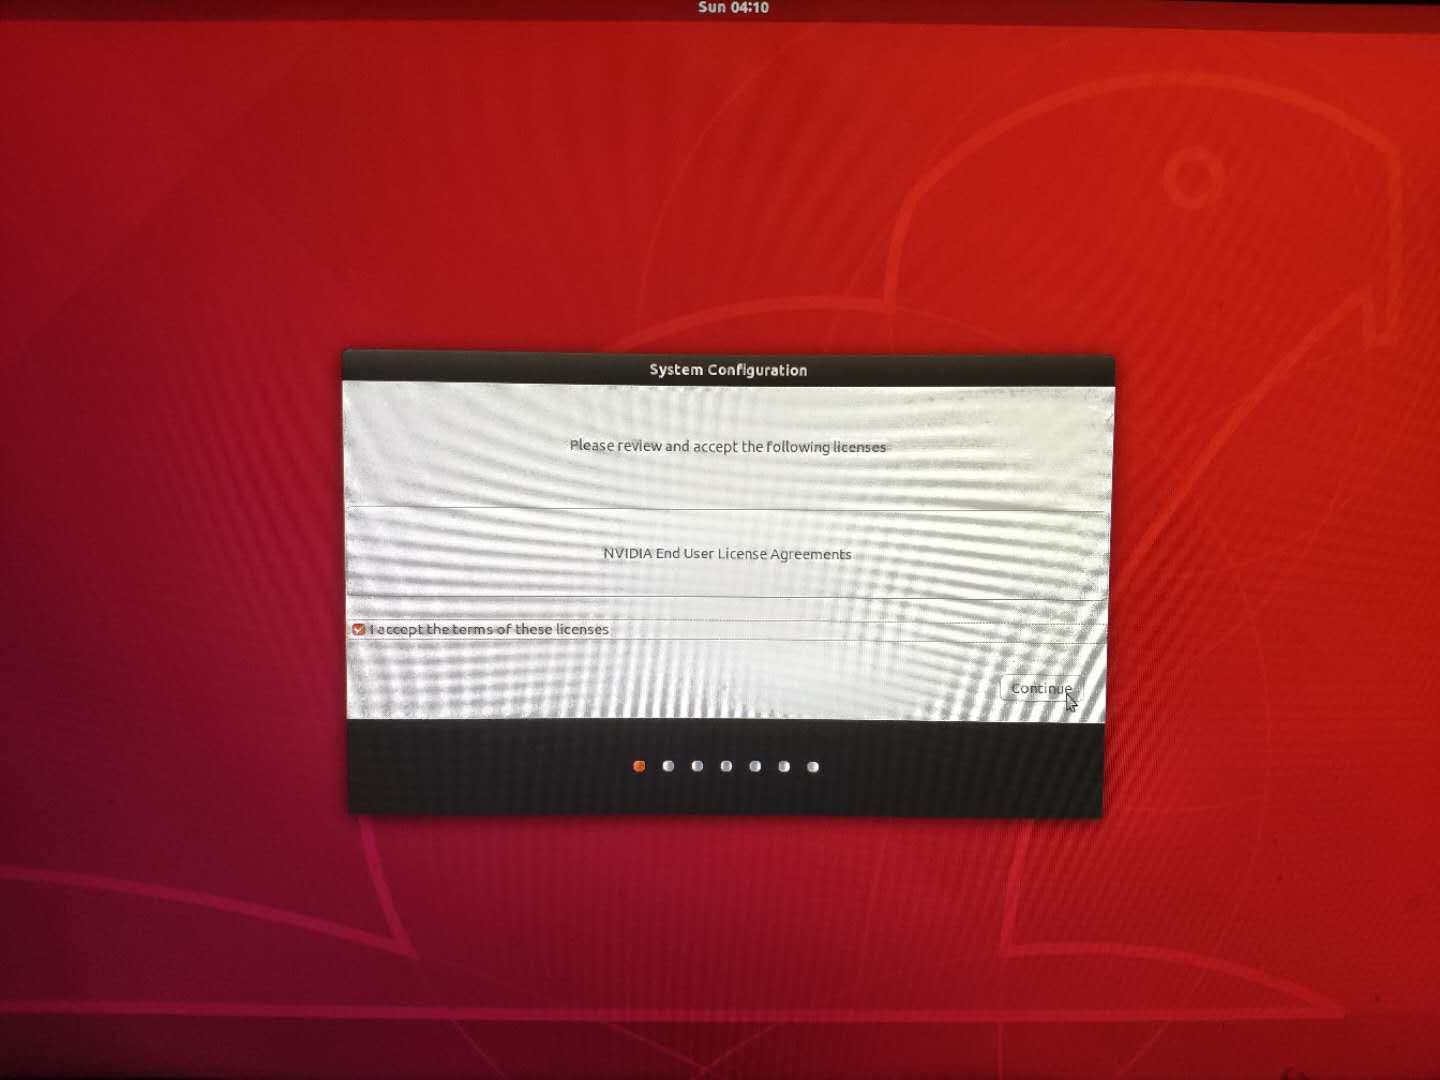 Sun 04:10
System Configuration
Please review and accept the following licenses
NVIDIA End User License Agreements
I accept the terms of these licenses
Continue